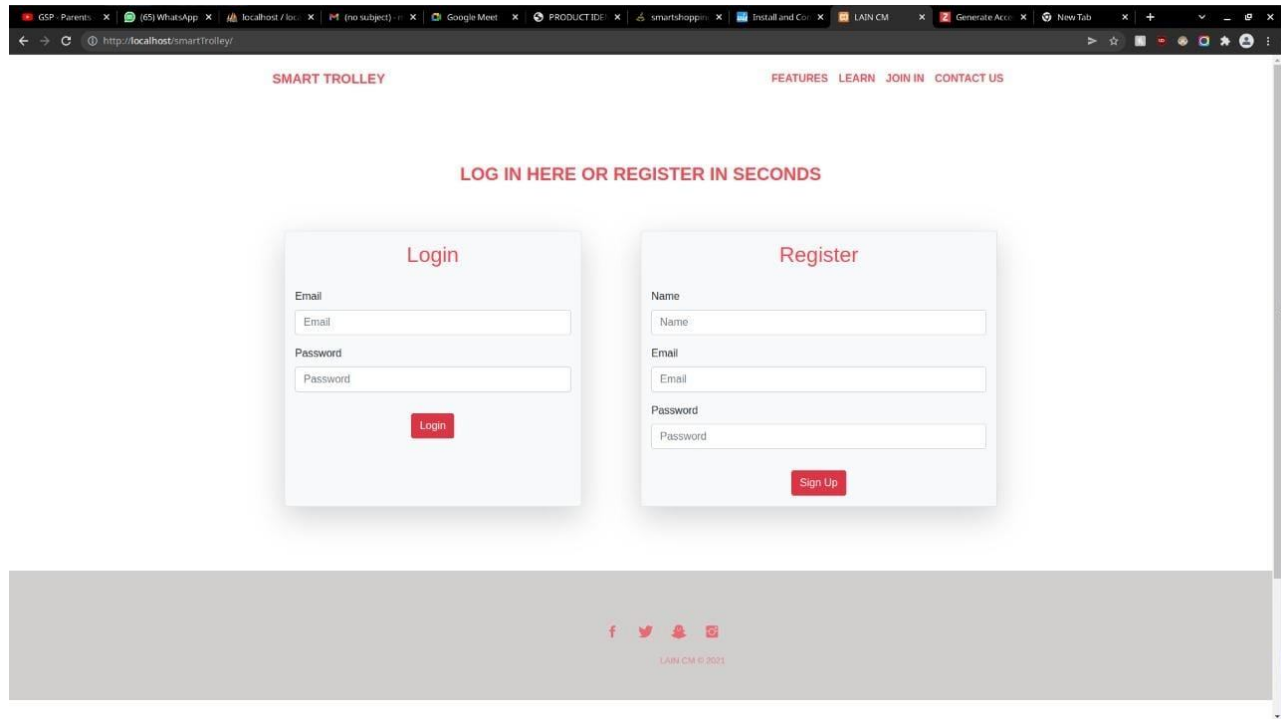 GSP - Parents
(65) WhatsApp
localhost / loc
(no subject) -
Google Meet
PRODUCT IDE
smartshoppin
Install and Co
LAIN CM
Generate Acce
New Tab
http://localhost/smartTrolley/
SMART TROLLEY
FEATURES LEARN JOIN IN CONTACT US
LOG IN HERE OR REGISTER IN SECONDS
Login
Email
Email
Password
Password
Login
Register
Name
Name
Email
Email
Password
Password
Sign Up
LAIN CM © 2021